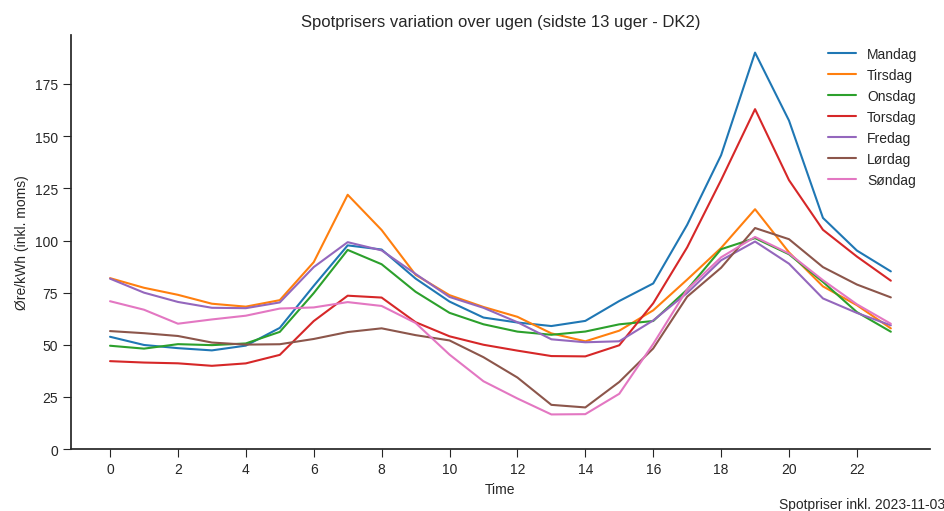 Spotprisers variation over ugen (sidste 13 uger - DK2)
Mandag
Tirsdag
Onsdag
Torsdag
Fredag
Lørdag
Søndag
Øre/kWh (inkl. moms)
175
150
125
100
75
50
25
0
0 2 4 6 8 10 12 14 16 18 20 22
Time
Spotpriser inkl. 2023-11-03